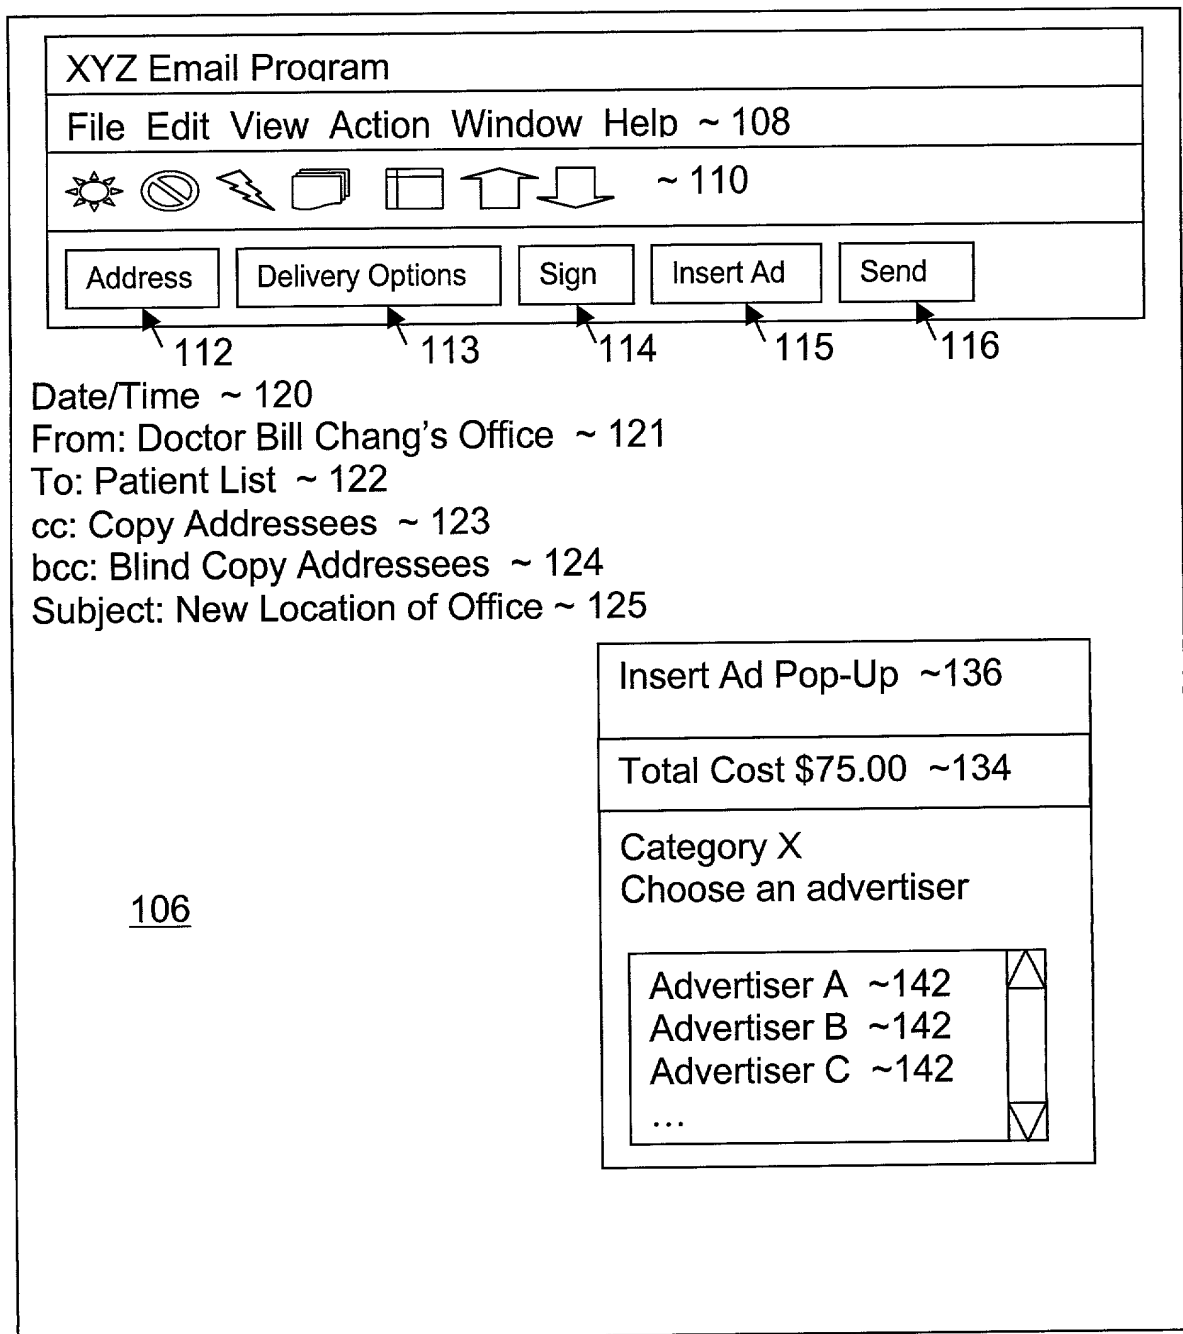 XYZ Email Program
File Edit View Action Window Help ~ 108
~ 110
Address Delivery Options Sign Insert Ad Send
112 113 114 115 116
Date/Time ~ 120
From: Doctor Bill Chang's Office ~ 121
To: Patient List ~ 122
cc: Copy Addressees ~ 123
bcc: Blind Copy Addressees ~ 124
Subject: New Location of Office ~ 125
Insert Ad Pop-Up ~136
Total Cost $75.00 ~134
Category X
Choose an advertiser
106
Advertiser A ~142
Advertiser B ~142
Advertiser C ~142
...